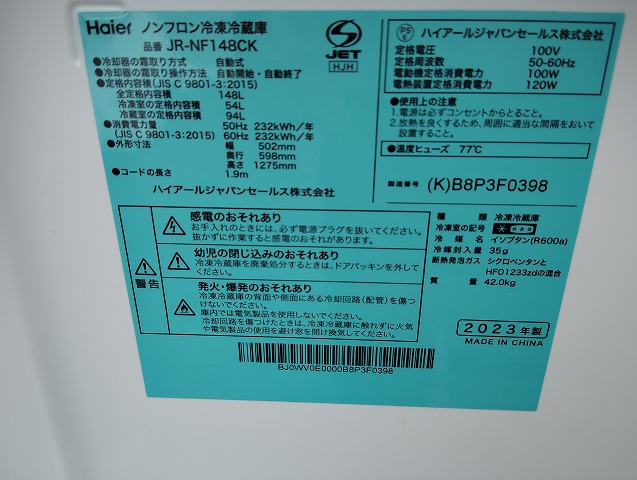 Haier ノンフロン冷凍冷蔵庫
品番 JR-NF148CK
S
JET
HJH
●冷却器の霜取り方式 自動式
●冷却器の霜取り操作方法 自動開始・自動終了
●定格内容積(JIS C 9801-3:2015)
全定格内容積 148L
冷凍室の定格内容積 54L
冷蔵室の定格内容積 94L
●消費電力量 50Hz 232kWh/年
(JIS C 9801-3:2015) 60Hz 232kWh/年
●外形寸法 幅 502mm
奥行 598mm
高さ 1275mm
●コードの長さ 1.9m
ハイアールジャパンセールス株式会社
PS
E
ハイアールジャパンセールス株式会社
定格電圧 100V
定格周波数 50-60Hz
電動機定格消費電力 100W
電熱装置定格消費電力 120W
●使用上の注意
1.電源は必ずコンセントからとること。
2.放熱を良くするため、周囲に適当な間隔をおいて
設置すること。
●温度ヒューズ 77℃
製造番号 (K)B8P3F0398
警告
感電のおそれあり
お手入れのときには、必ず電源プラグを抜いてください。
抜かずに作業すると感電のおそれあり
幼児の閉じ込みのおそれあり
冷凍冷蔵庫を廃棄処分するときは、ドアパッキンを外して
ください。
発火・爆発のおそれあり
冷凍冷蔵庫の背面や側面にある冷却回路(配管)を傷つ
けないでください。
庫内では電気製品を使用しないでください。
冷却回路を傷つけたときは、冷凍冷蔵庫に触れずに火気
や電気製品の使用を避け窓を開け換気してください。
種類 冷凍冷蔵庫
冷凍室の記号 ＊***
冷媒名 イソブタン(R600a)
冷媒封入量 35g
断熱発泡ガス シクロペンタンと
HFO1233zdの混合
質量 42.0kg
2023年製
MADE IN CHINA
BJ0WV0E0000B8P3F0398